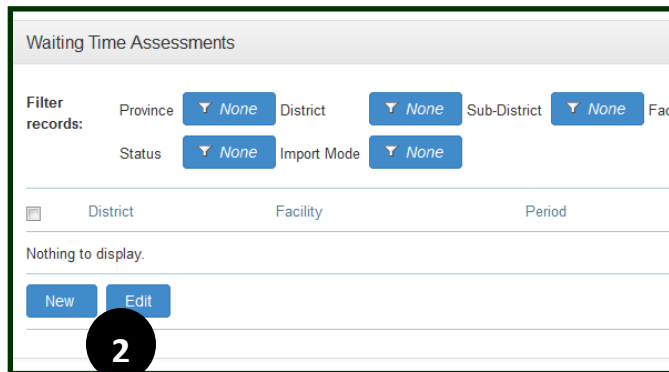 Waiting Time Assessments
Filter records: Province None District None Sub-District None Fac
Status None Import Mode None
District Facility Period
Nothing to display.
New Edit
2